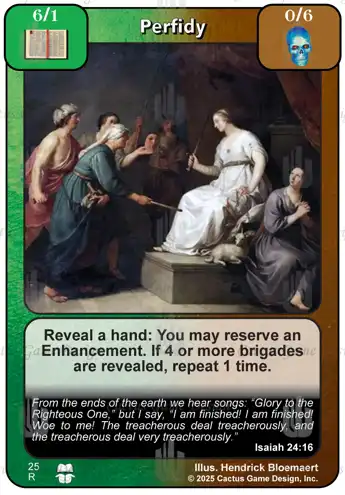 6/1
Perfidy
0/6
Reveal a hand: You may reserve an
Enhancement. If 4 or more brigades
are revealed, repeat 1 time.
From the ends of the earth we hear songs: “Glory to the
Righteous One,” but I say, “I am finished! I am finished!
Woe to me! The treacherous deal treacherously, and
the treacherous deal very treacherously.”
Isaiah 24:16
25
R
Illus. Hendrick Bloemaert
© 2025 Cactus Game Design, Inc.